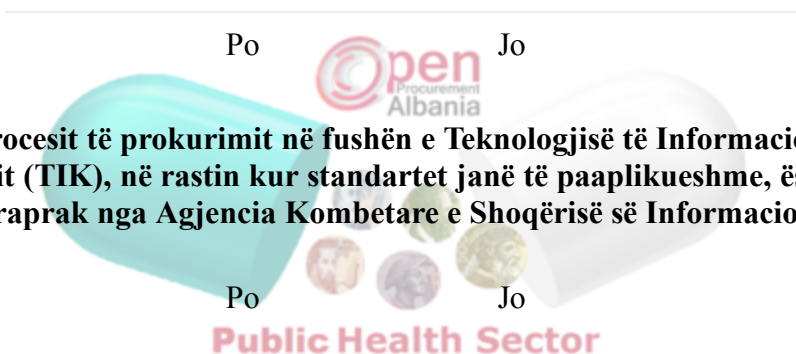 Po Jo
Open
Procurement
Albania
rocesit të prokurimit në fushën e Teknologjisë të Informacio
it (TIK), në rastin kur standartet janë të paaplikueshme, ës
raprak nga Agjencia Kombetare e Shoqërisë së Informacio
Po Jo
Public Health Sector